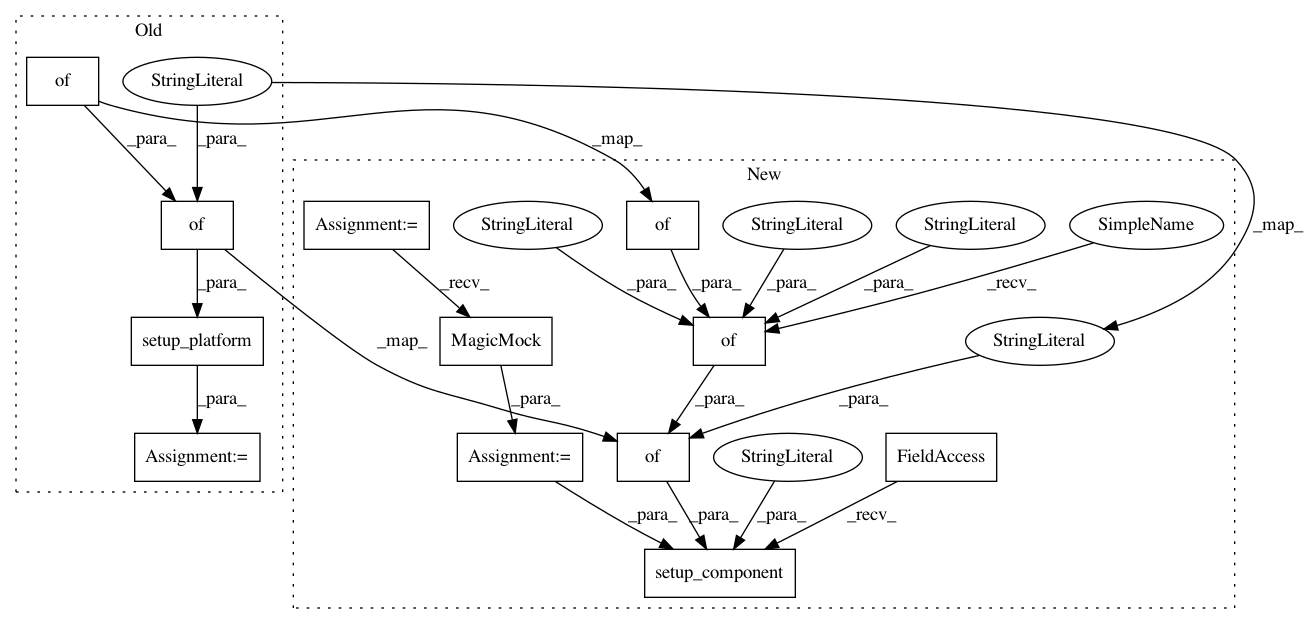 Old
of
StringLiteral
_para_
_para_
_map_
New
of
Assignment:=
StringLiteral
of
StringLiteral
StringLiteral
SimpleName
_map_
_para_
_recv_
_para_
_para_
_para_
_para_
_recv_
setup_platform
_map_
MagicMock
of
StringLiteral
_para_
_para_
_para_
_para_
Assignment:=
Assignment:=
of
StringLiteral
FieldAccess
_para_
_para_
_para_
_recv_
setup_component